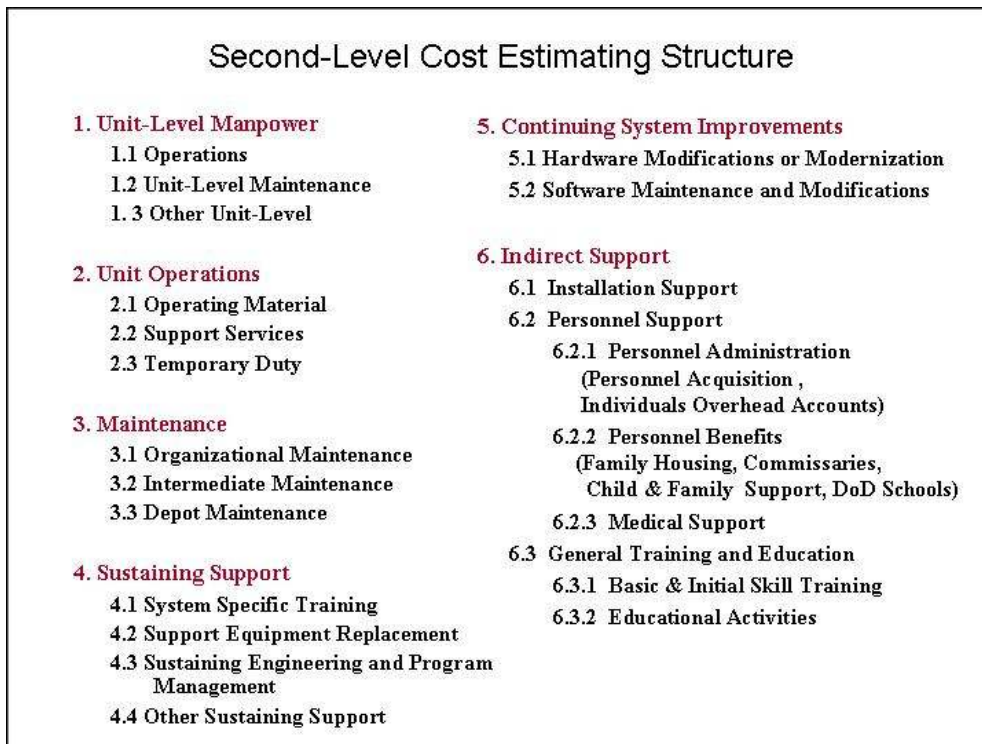 Second-Level Cost Estimating Structure
1. Unit-Level Manpower
1.1 Operations
1.2 Unit-Level Maintenance
1. 3 Other Unit-Level
2. Unit Operations
2.1 Operating Material
2.2 Support Services
2.3 Temporary Duty
3. Maintenance
3.1 Organizational Maintenance
3.2 Intermediate Maintenance
3.3 Depot Maintenance
4. Sustaining Support
4.1 System Specific Training
4.2 Support Equipment Replacement
4.3 Sustaining Engineering and Program
Management
4.4 Other Sustaining Support
5. Continuing System Improvements
5.1 Hardware Modifications or Modernization
5.2 Software Maintenance and Modifications
6. Indirect Support
6.1 Installation Support
6.2 Personnel Support
6.2.1 Personnel Administration
(Personnel Acquisition ,
Individuals Overhead Accounts)
6.2.2 Personnel Benefits
(Family Housing, Commissaries,
Child & Family Support, DoD Schools)
6.2.3 Medical Support
6.3 General Training and Education
6.3.1 Basic & Initial Skill Training
6.3.2 Educational Activities